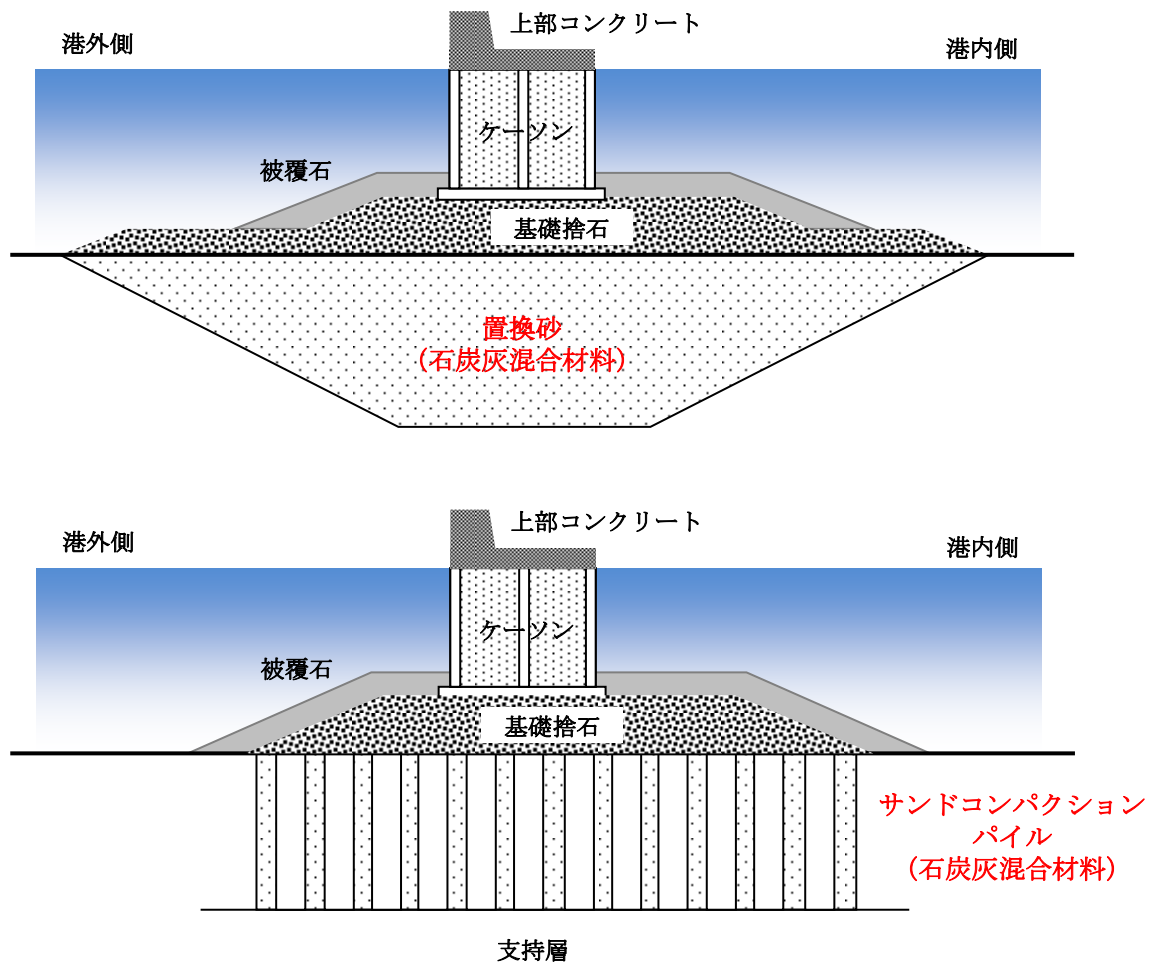 上部コンクリート
港外側
港内側
ケーソン
被覆石
基礎捨石
置換砂
（石炭灰混合材料）
上部コンクリート
港外側
港内側
ケーソン
被覆石
基礎捨石
サンドコンパクション
パイル
（石炭灰混合材料）
支持層